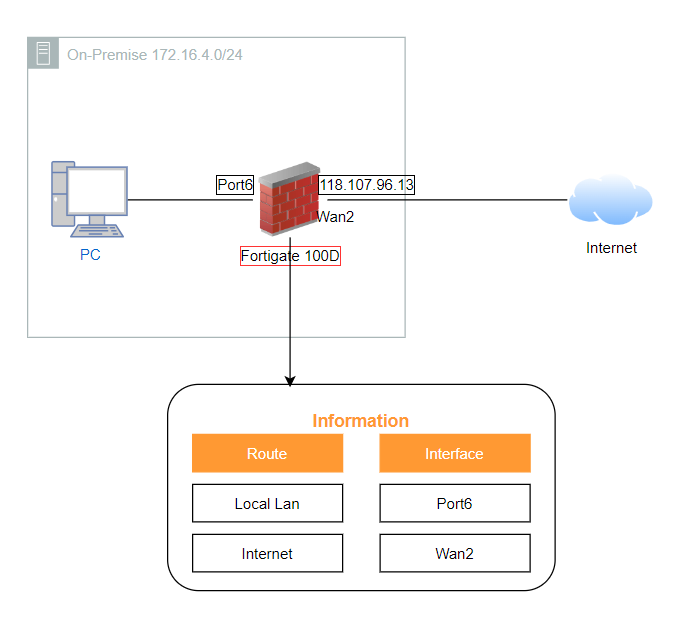 On-Premise 172.16.4.0/24
Port6
118.107.96.13
Wan2
PC
Fortigate 100D
Internet
Information
Route
Interface
Local Lan
Port6
Internet
Wan2